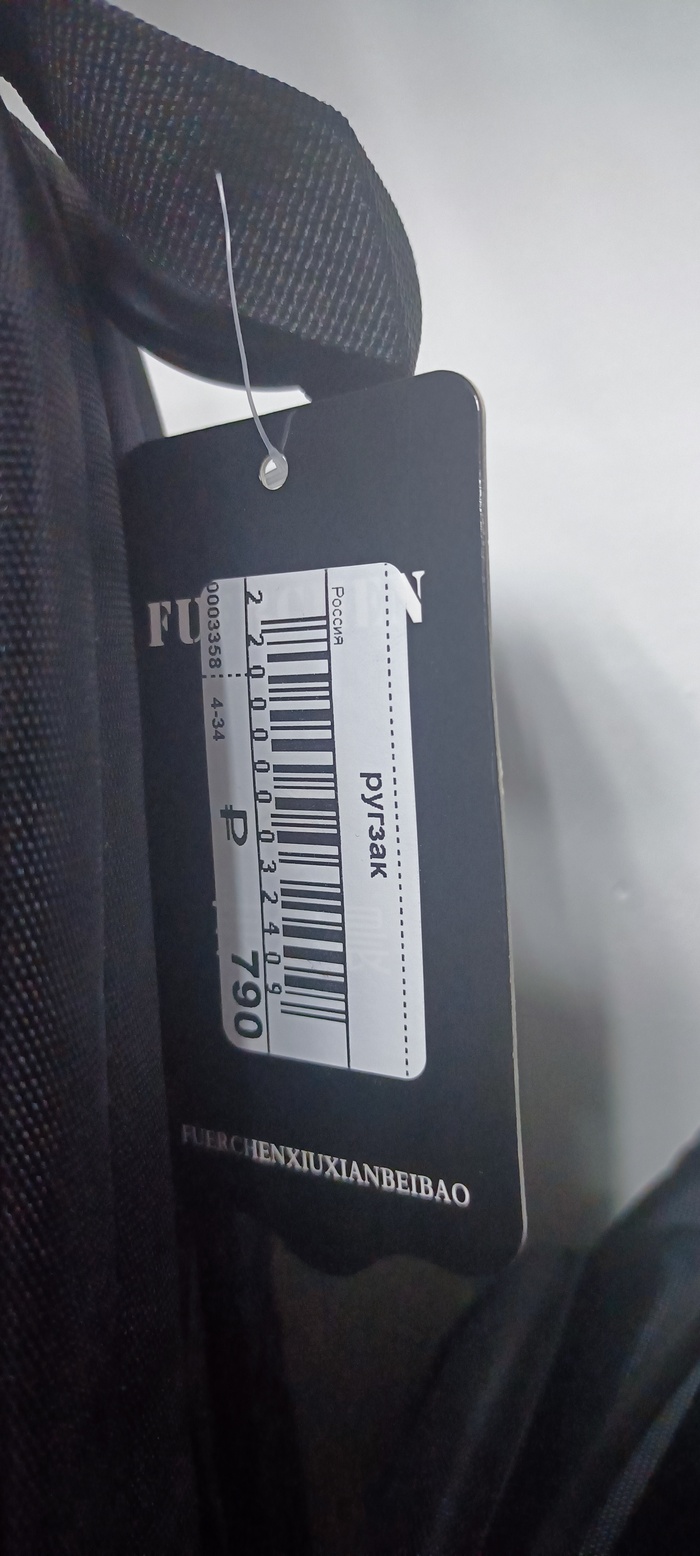 ругзак
Россия
2200000032409
0003358 4-34 ₽ 790
FUERCHENXIUXIANBEIBAO